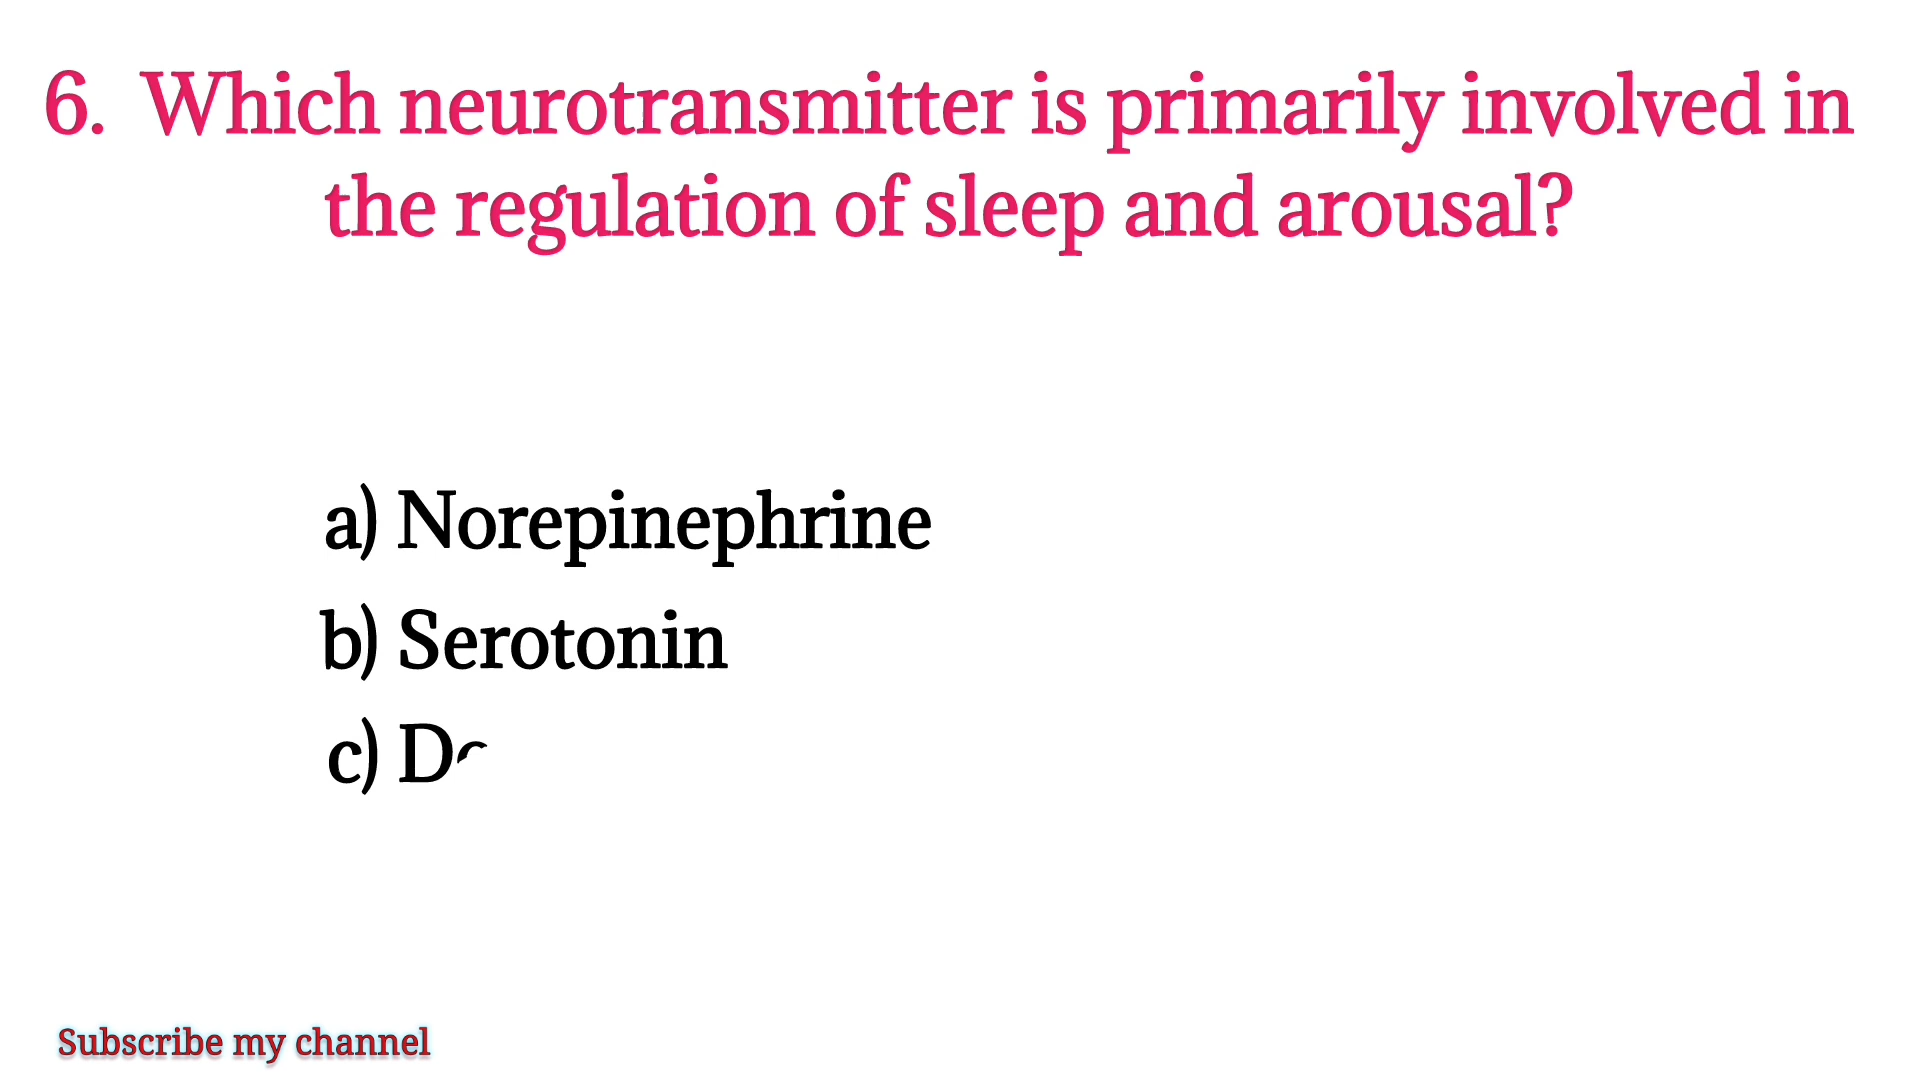 6. Which neurotransmitter is primarily involved in
the regulation of sleep and arousal?
a) Norepinephrine
b) Serotonin
c)
Subscribe my channel